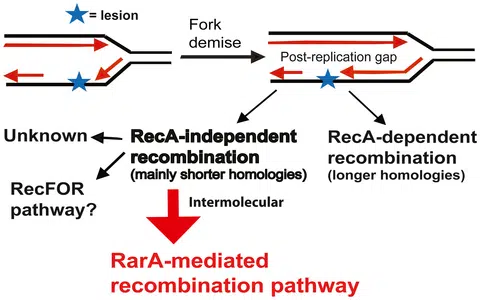 = lesion
Fork
demise
Post-replication gap
Unknown
RecA-independent
recombination
(mainly shorter homologies)
RecA-dependent
recombination
(longer homologies)
RecFOR
pathway?
Intermolecular
RarA-mediated
recombination pathway